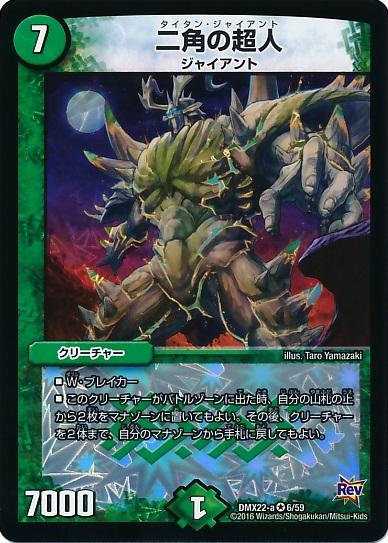 7
タイタン・ジャイアント
二角の超人
ジャイアント
illus. Taro Yamazaki
クリーチャー
■W・ブレイカー
■このクリーチャーがバトルゾーンに出た時、自分の山札の上
から2枚をマナゾーンに置いてもよい。その後、クリーチャー
を2体まで、自分のマナゾーンから手札に戻してもよい。
7000
1
DMX22-a ✪6/59
©2016 Wizards/Shogakukan/Mitsui-Kids
Rev